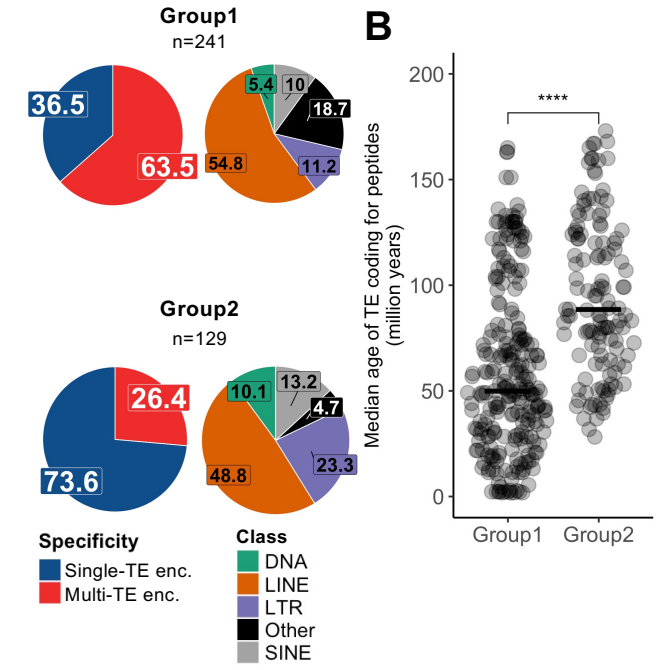 Group1
n=241
36.5
63.5
5.4
10
18.7
11.2
54.8
Group2
n=129
26.4
73.6
10.1
13.2
4.7
23.3
48.8
Specificity
Single-TE enc.
Multi-TE enc.
Class
DNA
LINE
LTR
Other
SINE
B
Median age of TE coding for peptides
(million years)
200
150
100
50
0
****
Group1
Group2